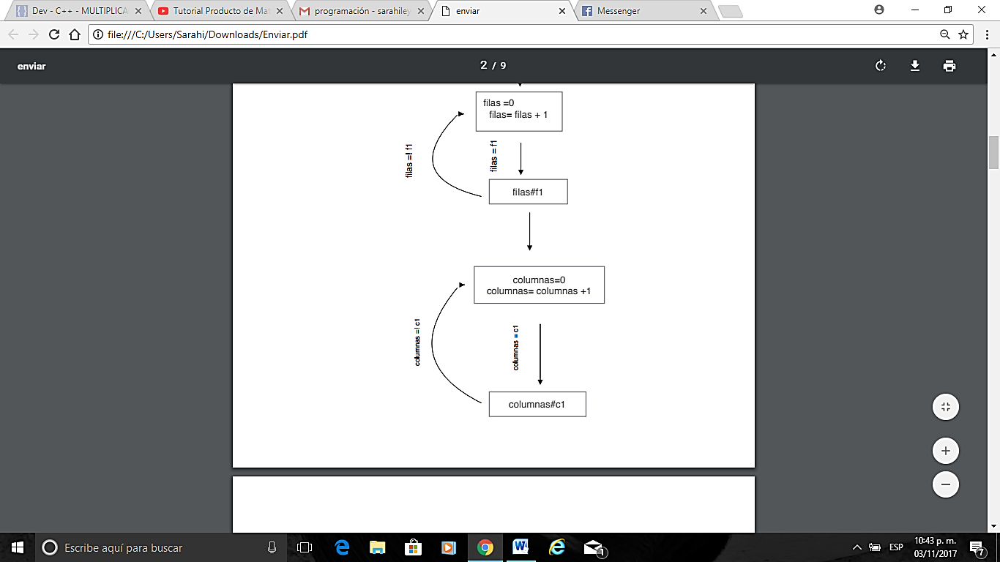 Dev - C++ - MULTIPLICA
Tutorial Producto de Mat
programación - sarahiley
enviar
Messenger
file:///C:/Users/Sarahi/Downloads/Enviar.pdf
enviar
2 / 9
filas =0
filas= filas + 1
filas =! f1
filas = f1
filas#f1
columnas=0
columnas= columnas +1
columnas =! c1
columnas = c1
columnas#c1
Escribe aquí para buscar
ESP
10:43 p. m.
03/11/2017
1
7